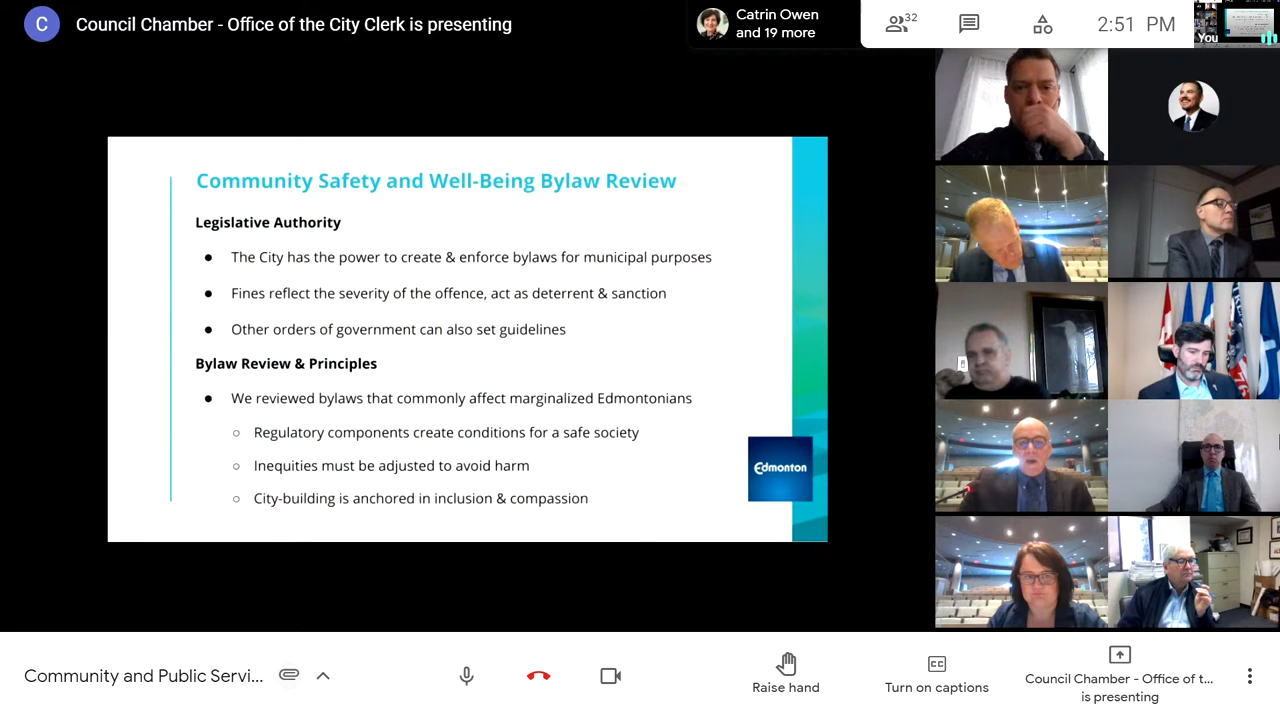 C
Council Chamber - Office of the City Clerk is presenting
Catrin Owen
and 19 more
32
2:51 PM
You
Community Safety and Well-Being Bylaw Review
Legislative Authority
● The City has the power to create & enforce bylaws for municipal purposes
● Fines reflect the severity of the offence, act as deterrent & sanction
● Other orders of government can also set guidelines
Bylaw Review & Principles
● We reviewed bylaws that commonly affect marginalized Edmontonians
○ Regulatory components create conditions for a safe society
○ Inequities must be adjusted to avoid harm
○ City-building is anchored in inclusion & compassion
Edmonton
Community and Public Servi...
Raise hand
CC
Turn on captions
Council Chamber - Office of t...
is presenting